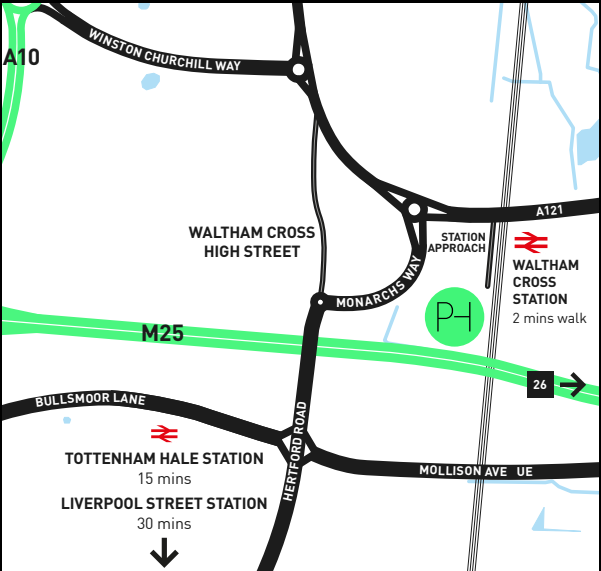 WINSTON CHURCHILL WAY
A10
A121
WALTHAM CROSS
HIGH STREET
STATION
APPROACH
WALTHAM
CROSS
STATION
2 mins walk
MONARCHS WAY
PH
M25
26
BULLSMOOR LANE
HERTFORD ROAD
TOTTENHAM HALE STATION
15 mins
MOLLISON AVE UE
LIVERPOOL STREET STATION
30 mins